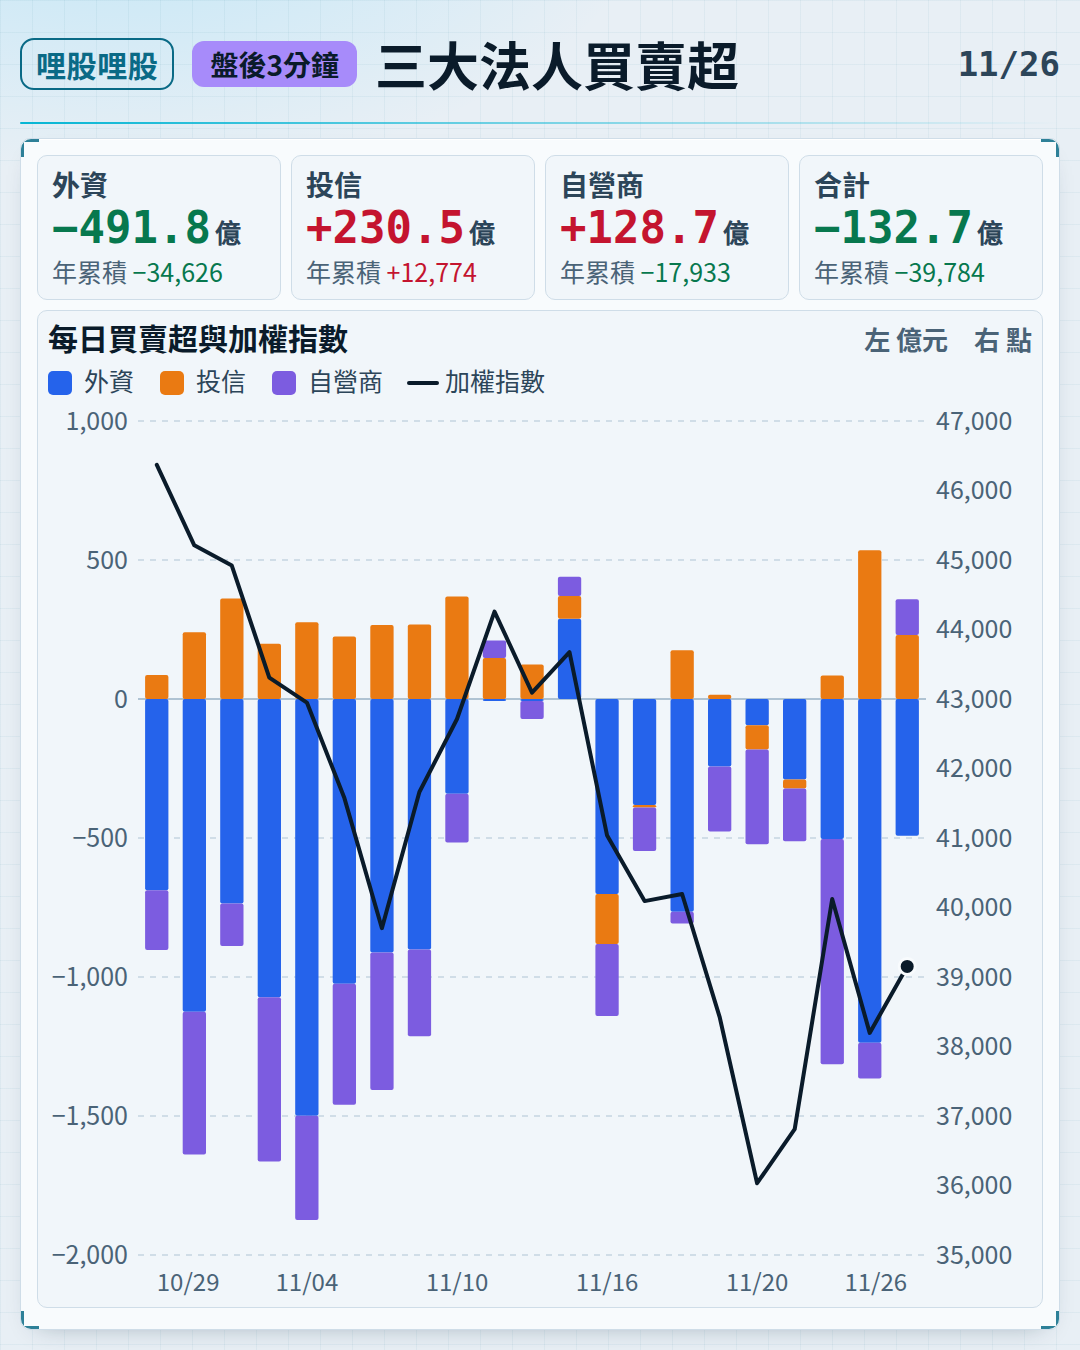 哩股哩股 盤後3分鐘 三大法人買賣超 11/26
外資 投信 自營商 合計
−491.8億 +230.5億 +128.7億 −132.7億
年累積 −34,626 年累積 +12,774 年累積 −17,933 年累積 −39,784
每日買賣超與加權指數 左 億元 右 點
外資 投信 自營商 加權指數
1,000 47,000
46,000
500 45,000
44,000
0 43,000
42,000
−500 41,000
40,000
−1,000 39,000
38,000
−1,500 37,000
36,000
−2,000 35,000
10/29 11/04 11/10 11/16 11/20 11/26